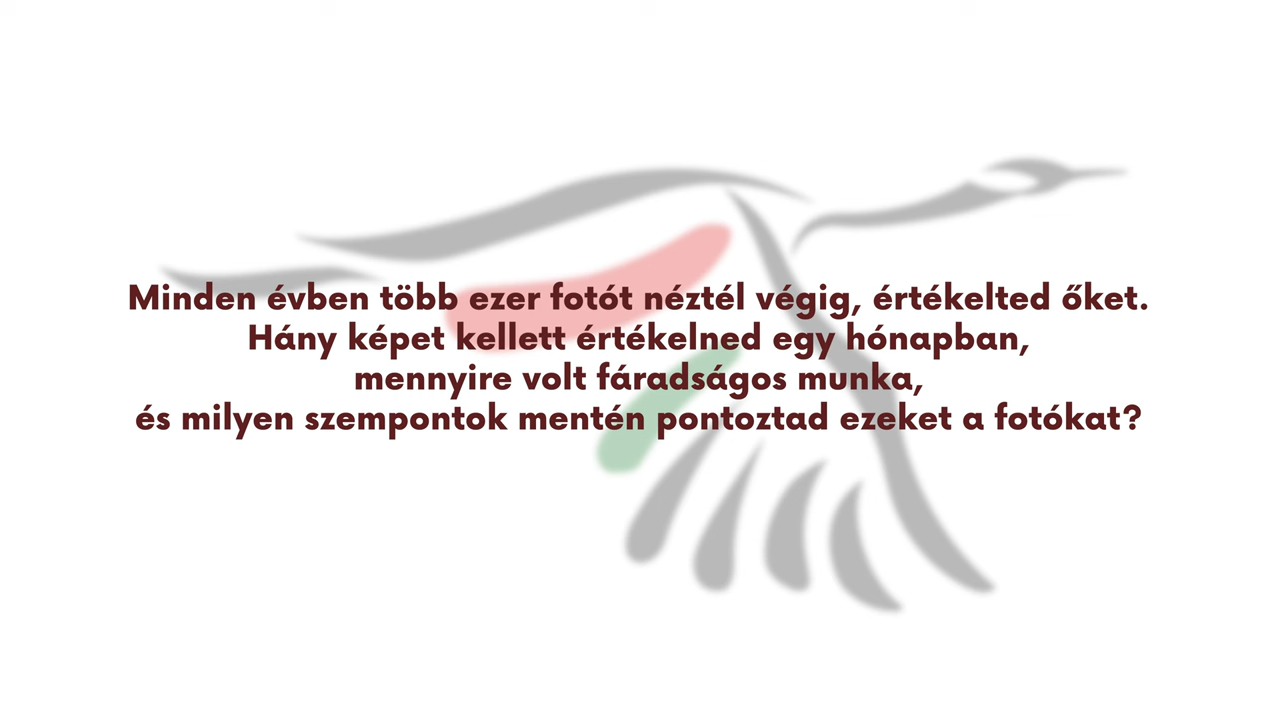 Minden évben több ezer fotót néztél végig, értékelted őket.
Hány képet kellett értékelned egy hónapban,
mennyire volt fáradságos munka,
és milyen szempontok mentén pontoztad ezeket a fotókat?